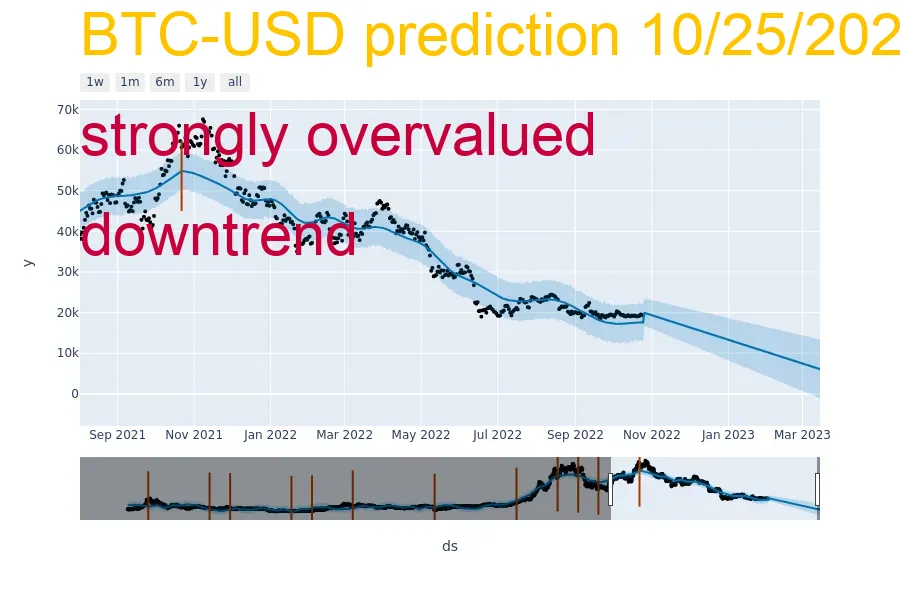 BTC-USD prediction 10/25/202
1w 1m 6m 1y all
70k
strongly overvalued
60k
50k
downtrend
40k
y
30k
20k
10k
0
Sep 2021 Nov 2021 Jan 2022 Mar 2022 May 2022 Jul 2022 Sep 2022 Nov 2022 Jan 2023 Mar 2023
ds